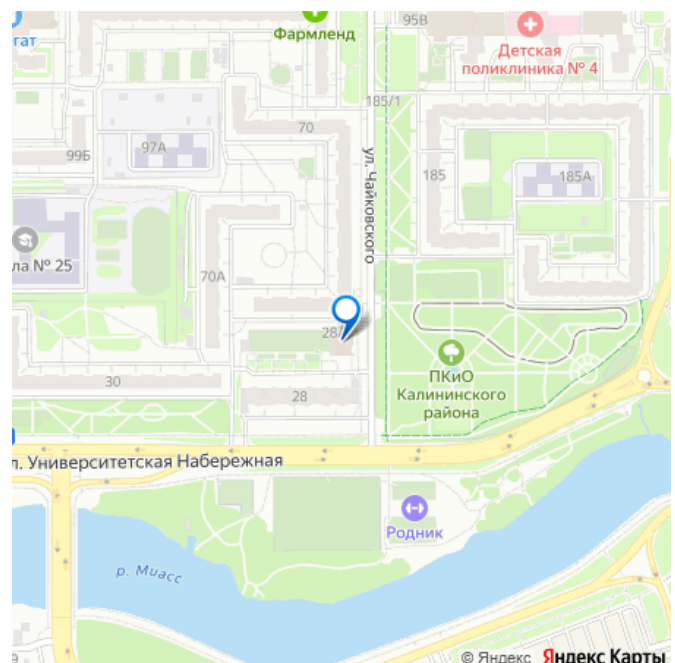 95В
гат
Фармленд
Детская
поликлиника № 4
185/1
70
97А
99Б
ул. Чайковского
185
185А
ла № 25
70А
28/
ПКиО
Калининского
района
30
28
л. Университетская Набережная
Родник
р. Миасс
9
© Яндекс Яндекс Карты